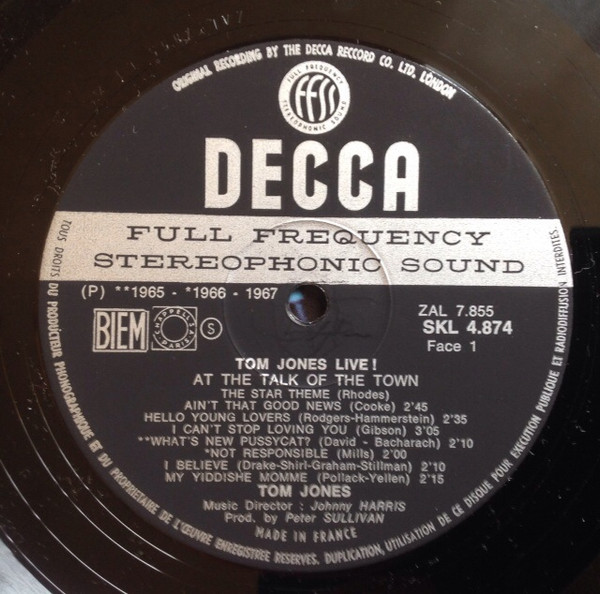 ORIGINAL RECORDING BY THE DECCA RECCORD CO. LTD. LONDON
FULL FREQUENCY
ffss
STEREOPHONIC SOUND
DECCA
FULL FREQUENCY
STEREOPHONIC SOUND
(P) **1965 - *1966 - 1967
ZAL 7.855
BIEM
CHAPPELL S.A.
PARIS
S
SKL 4.874
Face 1
TOM JONES LIVE!
AT THE TALK OF THE TOWN
THE STAR THEME (Rhodes)
AIN'T THAT GOOD NEWS (Cooke) 2'45
HELLO YOUNG LOVERS (Rodgers-Hammerstein) 2'35
I CAN'T STOP LOVING YOU (Gibson) 3'05
**WHAT'S NEW PUSSYCAT? (David - Bacharach) 2'10
*NOT RESPONSIBLE (Mills) 2'00
I BELIEVE (Drake-Shirl-Graham-Stillman) 2'10
MY YIDDISHE MOMME (Pollack-Yellen) 2'15
TOM JONES
Music Director : Johnny HARRIS
Prod. by Peter SULLIVAN
MADE IN FRANCE
TOUS DROITS DU PRODUCTEUR PHONOGRAPHIQUE ET DU PROPRIETAIRE DE L'ŒUVRE ENREGISTREE RESERVES. DUPLICATION, UTILISATION DE CE DISQUE POUR EXECUTION PUBLIQUE ET RADIODIFFUSION INTERDITES.